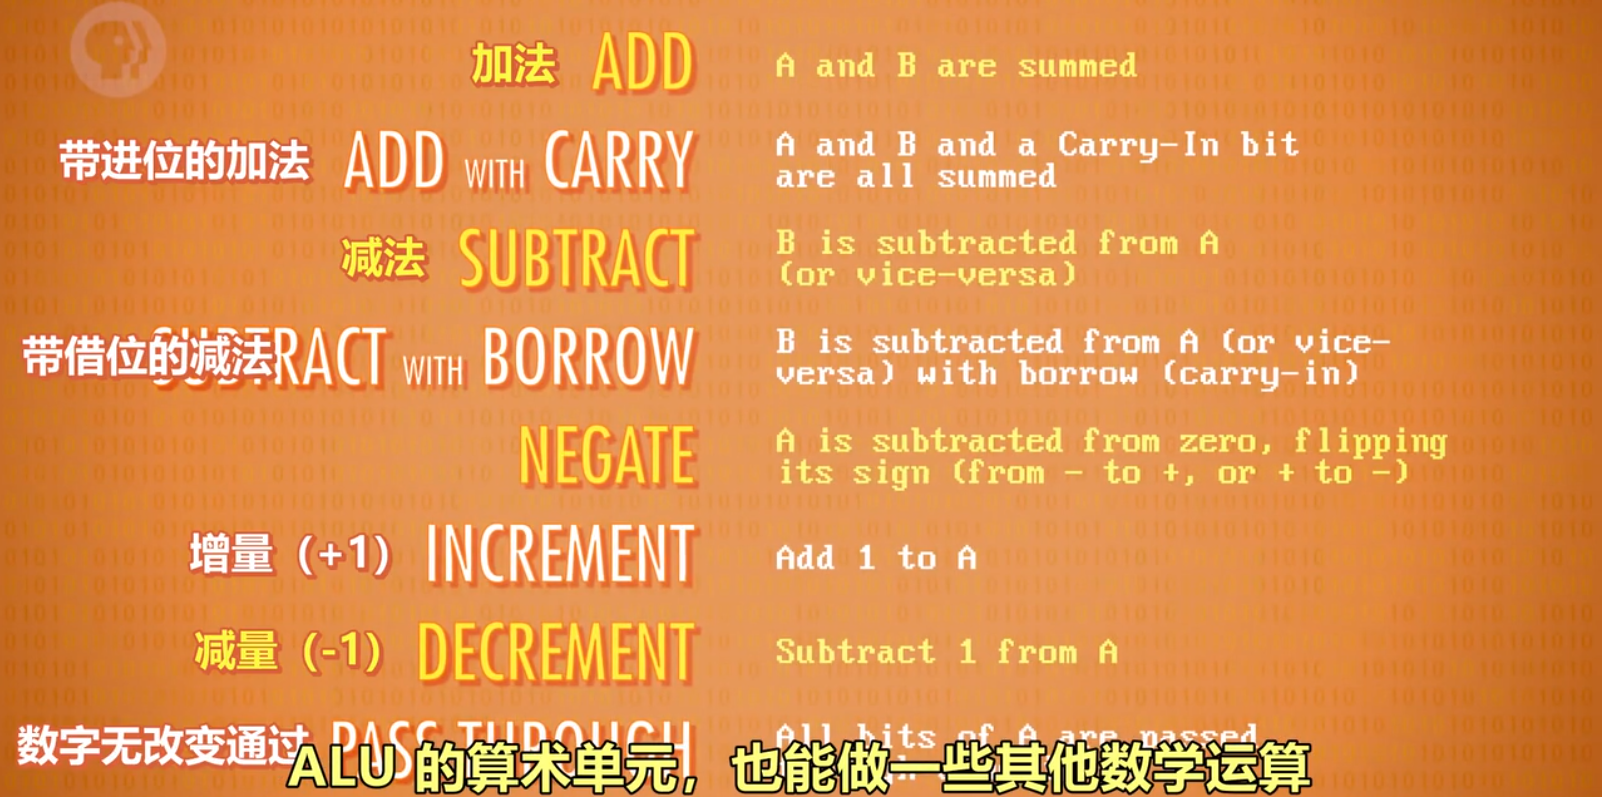 加法 ADD
A and B are summed
带进位的加法 ADD WITH CARRY
A and B and a Carry-In bit
are all summed
减法 SUBTRACT
B is subtracted from A
(or vice-versa)
带借位的减法 WITH BORROW
B is subtracted from A (or vice-
versa) with borrow (carry-in)
NEGATE
A is subtracted from zero, flipping
its sign (from - to +, or + to -)
增量（+1） INCREMENT
Add 1 to A
减量（-1） DECREMENT
Subtract 1 from A
数字无改变通过 PASS THROUGH
All bits of A are passed
ALU 的算术单元，也能做一些其他数学运算